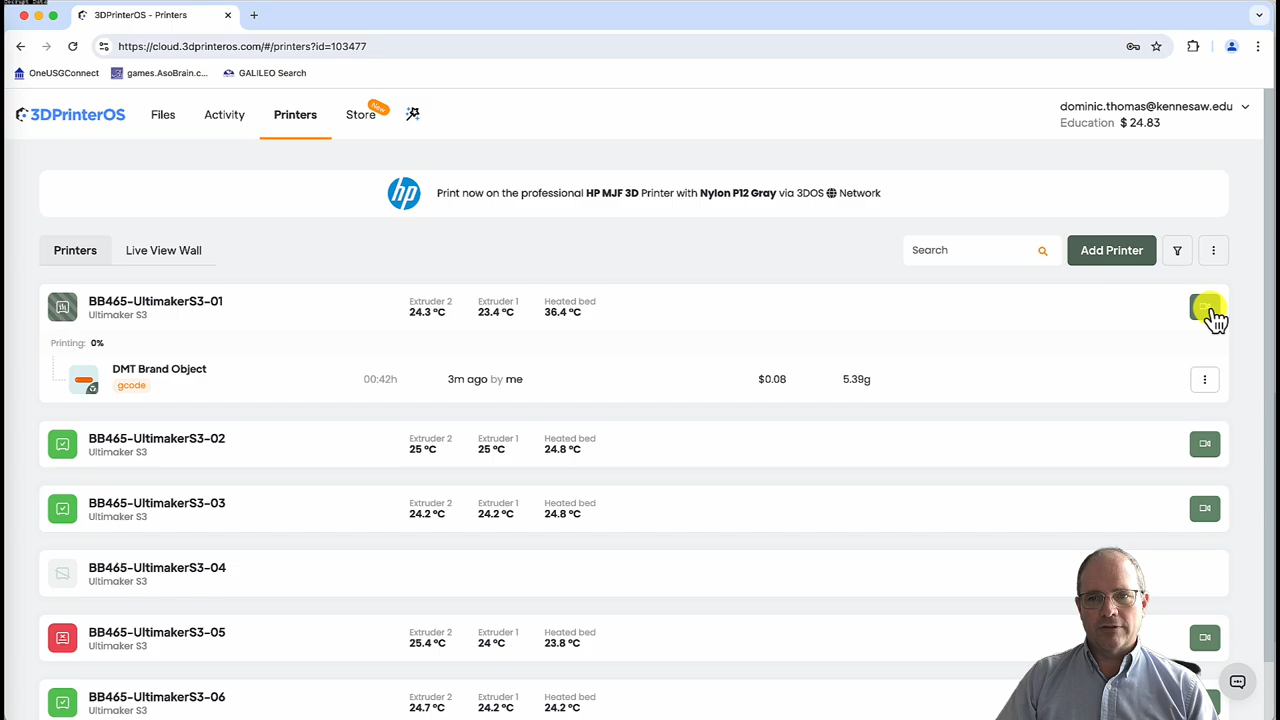 3DPrinterOS - Printers
https://cloud.3dprinteros.com/#/printers?id=103477
OneUSGConnect
games.AsoBrain.c...
GALILEO Search
3DPrinterOS
Files
Activity
Printers
Store
New
dominic.thomas@kennesaw.edu
Education $ 24.83
hp
Print now on the professional HP MJF 3D Printer with Nylon P12 Gray via 3DOS Network
Printers
Live View Wall
Search
Add Printer
BB465-UltimakerS3-01
Ultimaker S3
Extruder 2
24.3 °C
Extruder 1
23.4 °C
Heated bed
36.4 °C
Printing: 0%
DMT Brand Object
gcode
00:42h
3m ago by me
$0.08
5.39g
BB465-UltimakerS3-02
Ultimaker S3
Extruder 2
25 °C
Extruder 1
25 °C
Heated bed
24.8 °C
BB465-UltimakerS3-03
Ultimaker S3
Extruder 2
24.2 °C
Extruder 1
24.2 °C
Heated bed
24.8 °C
BB465-UltimakerS3-04
Ultimaker S3
BB465-UltimakerS3-05
Ultimaker S3
Extruder 2
25.4 °C
Extruder 1
24 °C
Heated bed
23.8 °C
BB465-UltimakerS3-06
Ultimaker S3
Extruder 2
24.7 °C
Extruder 1
24.2 °C
Heated bed
24.2 °C